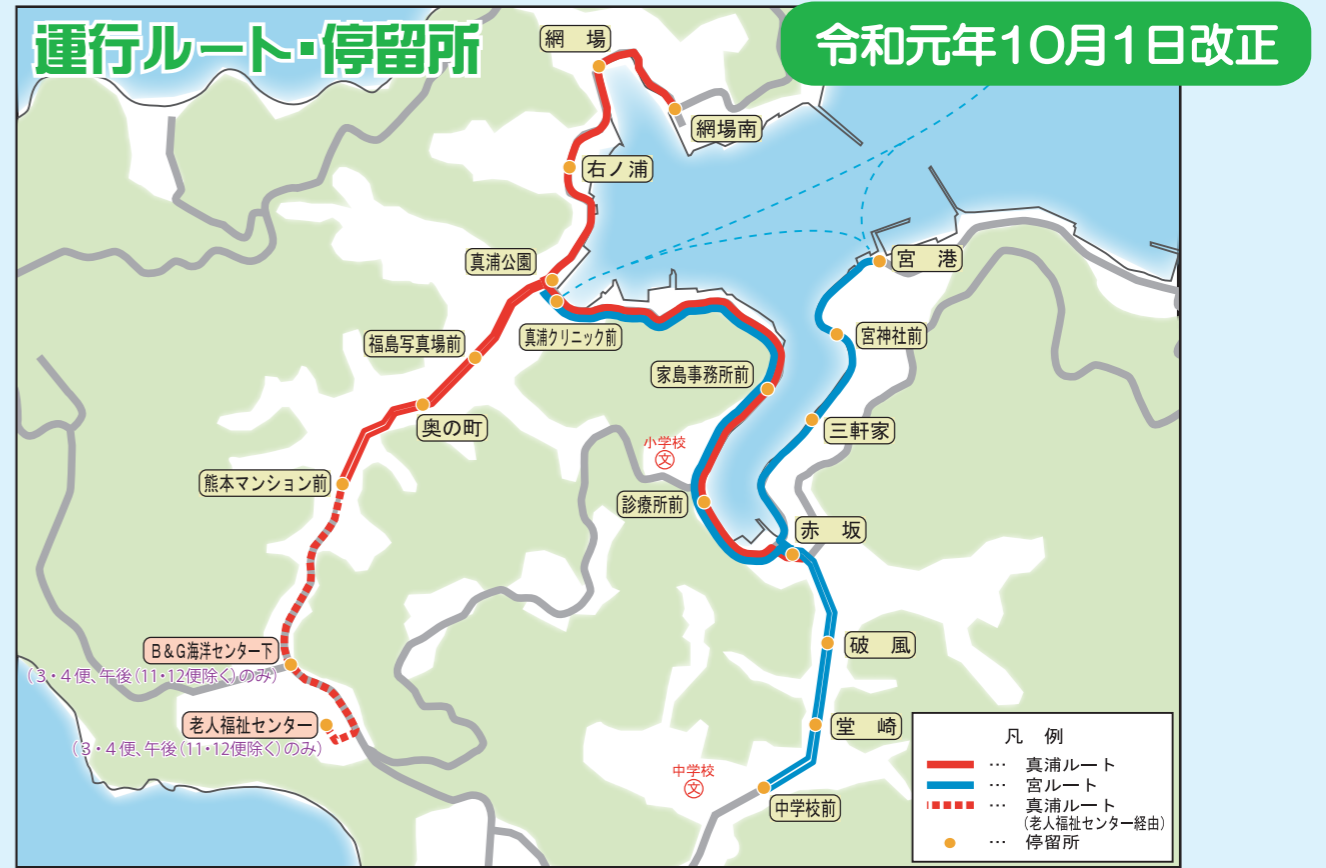 運行ルート・停留所
令和元年10月1日改正
網 場
網場南
右ノ浦
真浦公園
宮 港
真浦クリニック前
宮神社前
福島写真場前
家島事務所前
奥の町
三軒家
小学校
文
熊本マンション前
診療所前
赤 坂
B&G海洋センター下
(3・4便、午後(11・12便除く)のみ)
破 風
老人福祉センター
(3・4便、午後(11・12便除く)のみ)
堂 崎
中学校
文
中学校前
凡 例
… 真浦ルート
… 宮ルート
… 真浦ルート
(老人福祉センター経由)
… 停留所